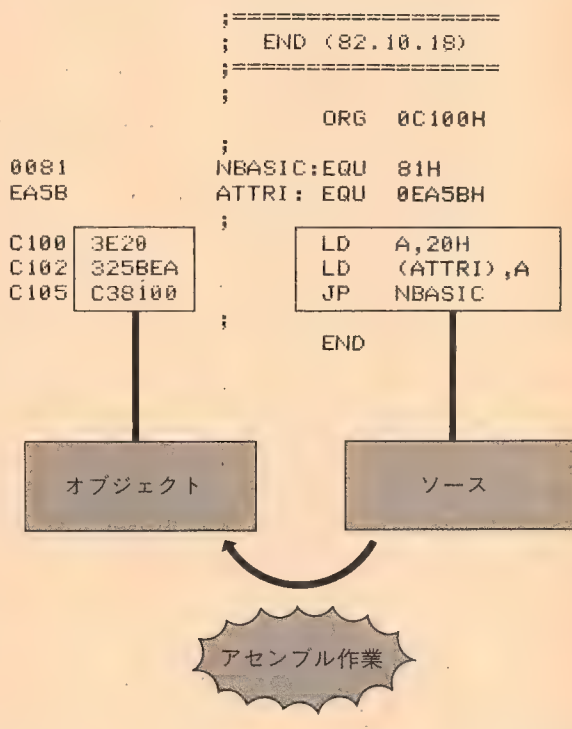 ;==================
; END (82.10.18)
;==================
;
ORG 0C100H
;
0081 NBASIC:EQU 81H
EA5B ATTRI: EQU 0EA5BH
;
C100 3E20 LD A,20H
C102 325BEA LD (ATTRI),A
C105 C38100 JP NBASIC
;
END
オブジェクト ソース
アセンブル作業